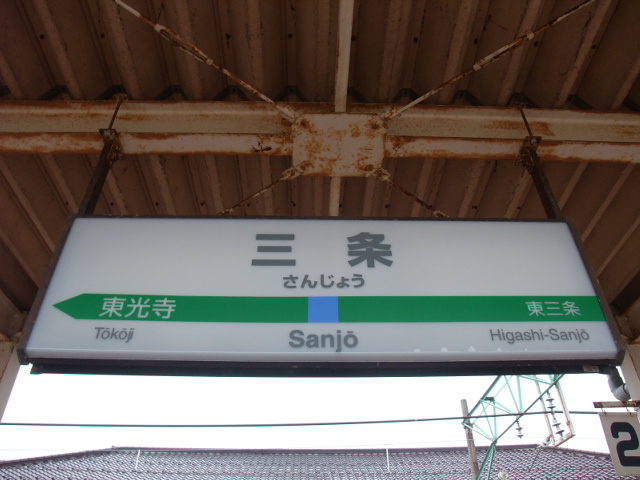 三条
さんじょう
東光寺
東三条
Tōkōji
Sanjō
Higashi-Sanjō
2